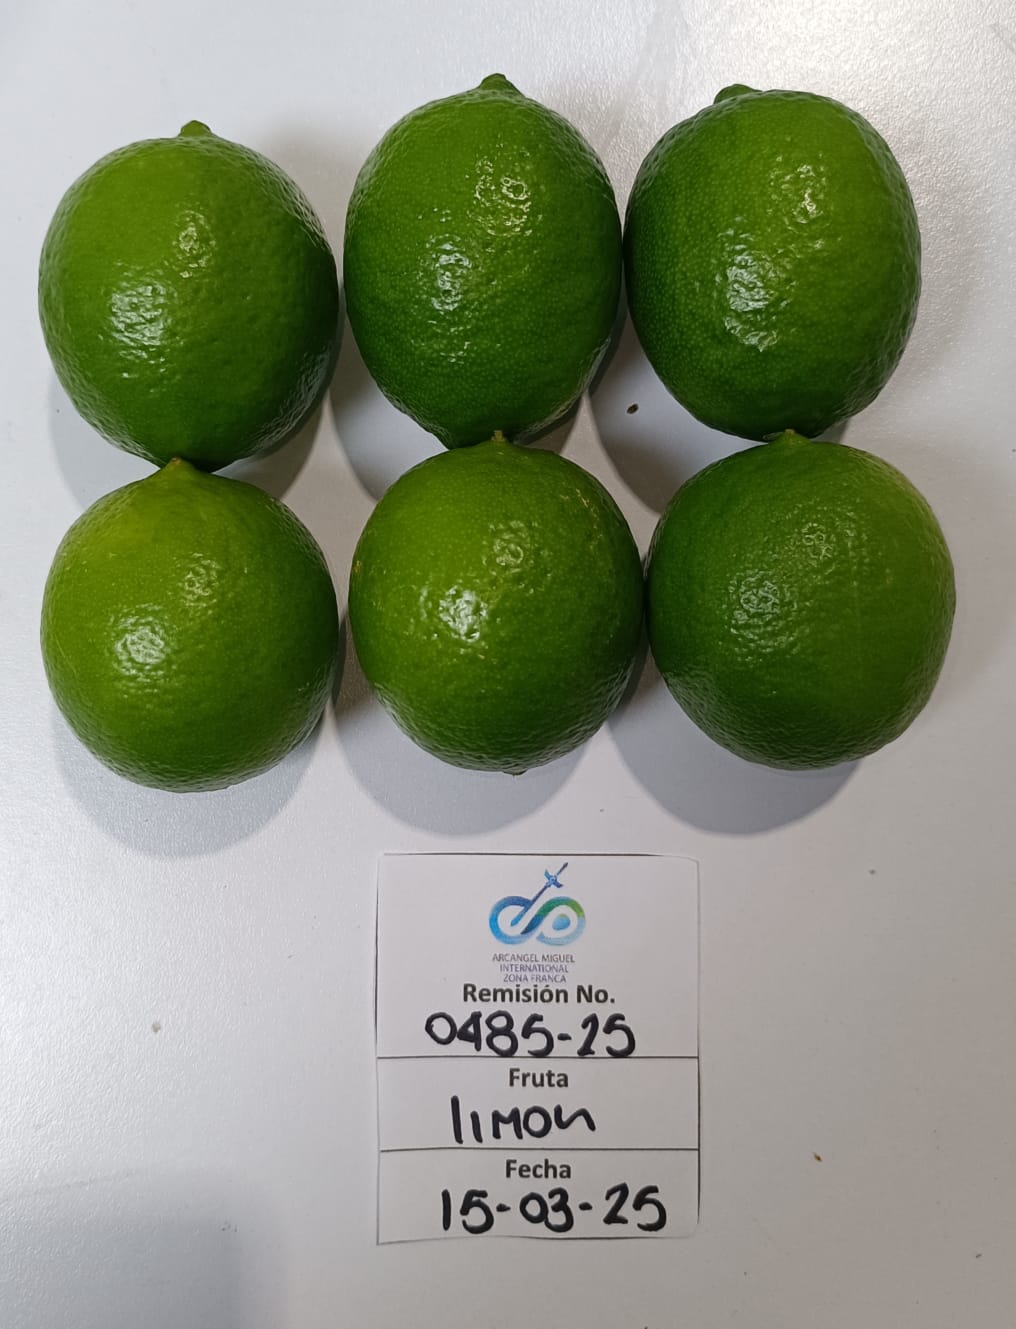 ARCANGEL MIGUEL
INTERNATIONAL
ZONA FRANCA
Remisión No.
0485-25
Fruta
limon
Fecha
15-03-25